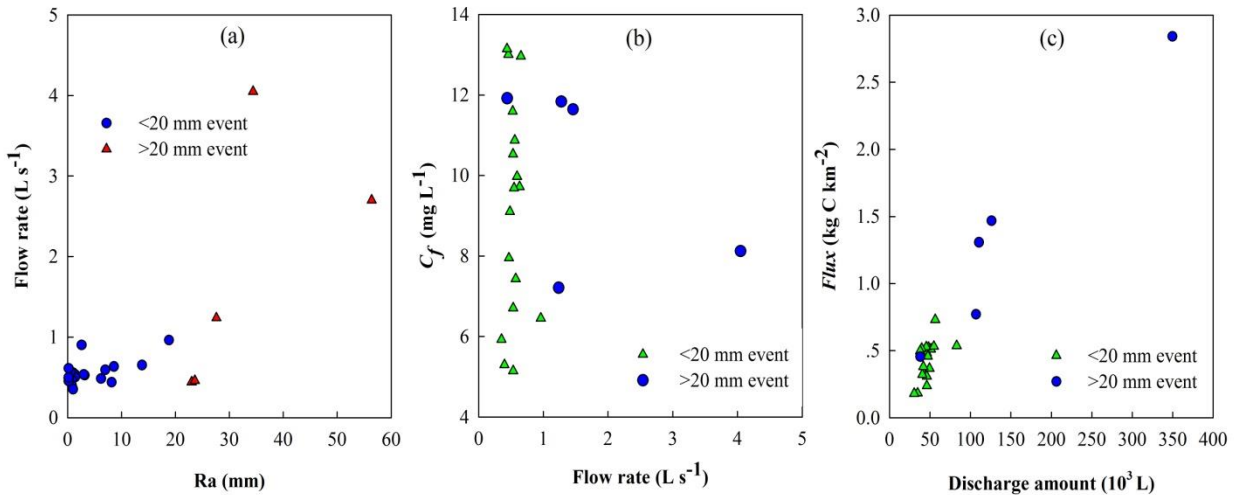 (a)
5
4
3
2
1
0
Flow rate (L s-1)
<20 mm event
>20 mm event
0 10 20 30 40 50 60
Ra (mm)
(b)
14
12
10
8
6
4
Cf (mg L-1)
<20 mm event
>20 mm event
0 1 2 3 4 5
Flow rate (L s-1)
(c)
3.0
2.5
2.0
1.5
1.0
.5
0.0
Flux (kg C km-2)
<20 mm event
>20 mm event
0 50 100 150 200 250 300 350 400
Discharge amount (10³ L)